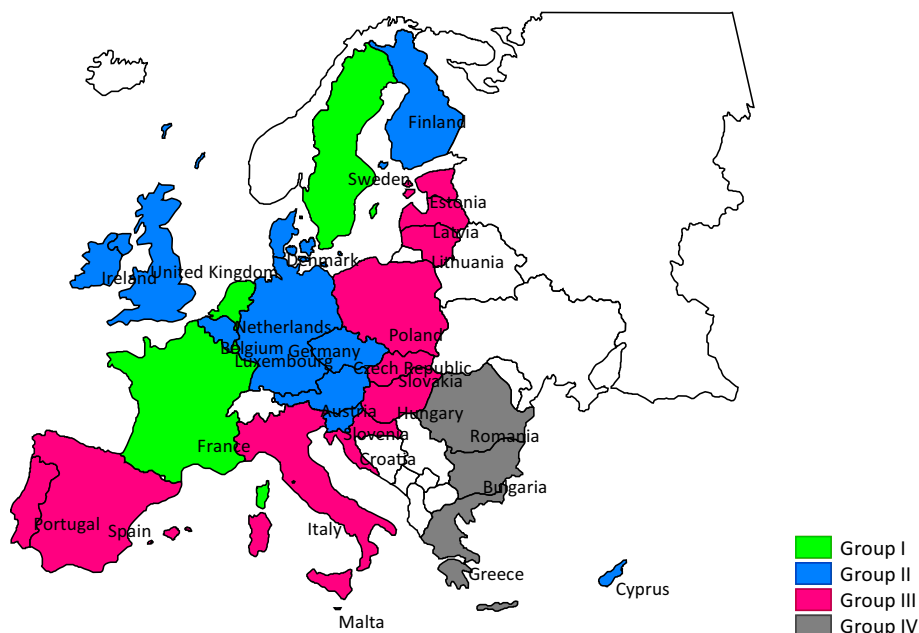 Finland
Sweden
Estonia
Latvia
Denmark
Lithuania
Ireland
United Kingdom
Netherlands
Poland
Belgium
Germany
Luxembourg
Czech Republic
Slovakia
Austria
Hungary
Slovenia
Romania
France
Croatia
Bulgaria
Portugal
Spain
Italy
Greece
Cyprus
Malta
Group I
Group II
Group III
Group IV